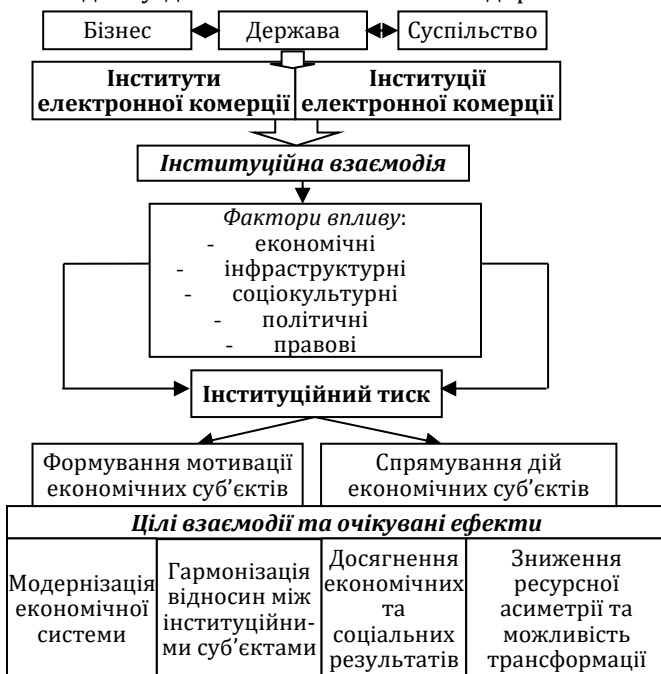 Бізнес Держава Суспільство
Інститути
електронної комерції
Інституції
електронної комерції
Інституційна взаємодія
Фактори впливу:
- економічні
- інфраструктурні
- соціокультурні
- політичні
- правові
Інституційний тиск
Формування мотивації
економічних суб’єктів
Спрямування дій
економічних суб’єктів
Цілі взаємодії та очікувані ефекти
Модернізація
економічної
системи
Гармонізація
відносин між
інституційни-
ми суб’єктами
Досягнення
економічних
та
соціальних
результатів
Зниження
ресурсної
асиметрії та
можливість
трансформації